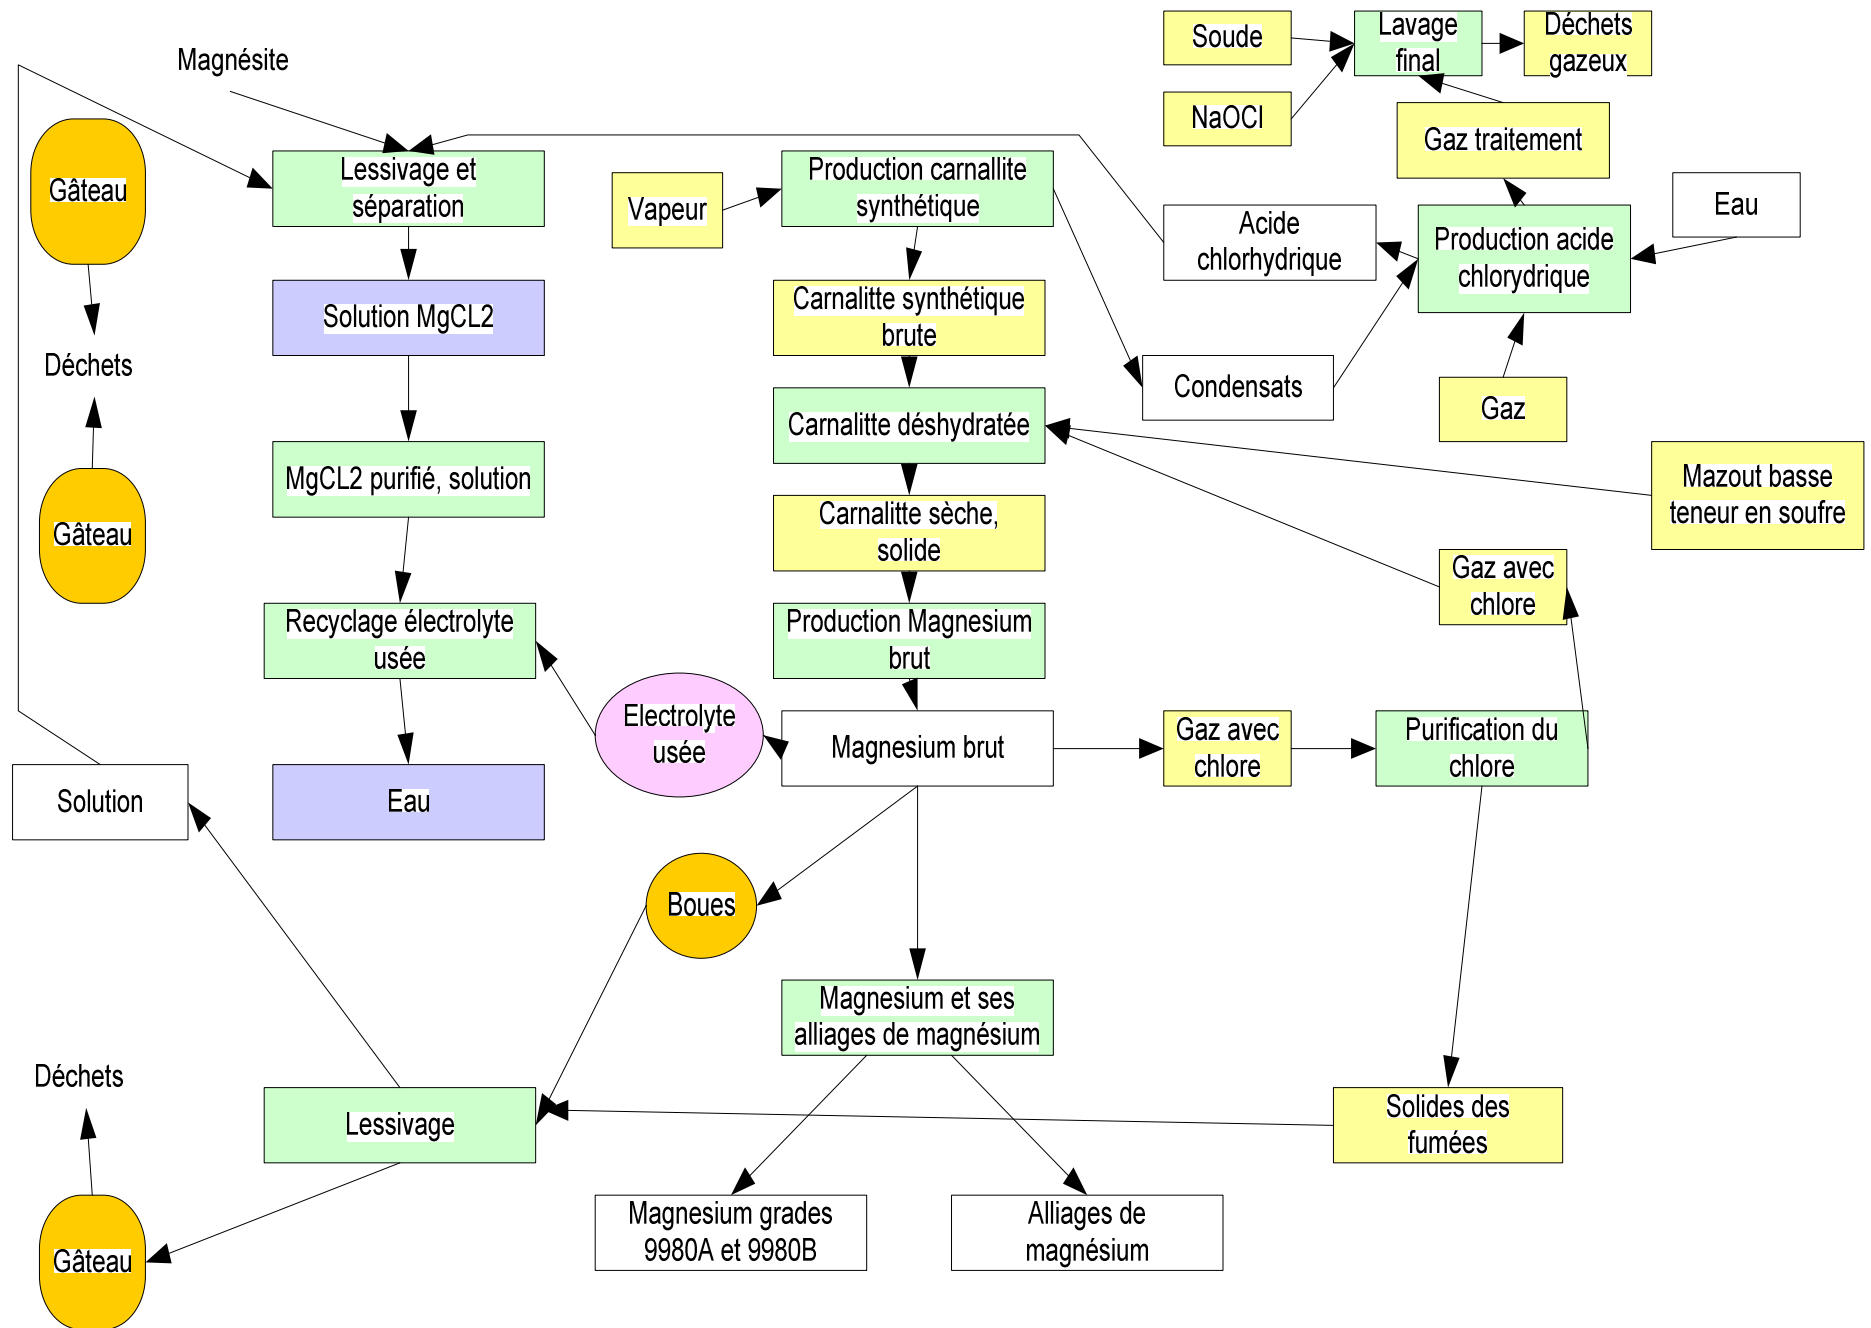 Magnésite
Soude
Lavage
final
Déchets
gazeux
NaOCl
Gaz traitement
Gâteau
Lessivage et
séparation
Vapeur
Production carnallite
synthétique
Acide
chlorhydrique
Production acide
chlorydrique
Eau
Solution MgCL2
Carnalitte synthétique
brute
Déchets
Condensats
Gaz
Carnalitte déshydratée
MgCL2 purifié, solution
Mazout basse
teneur en soufre
Gâteau
Carnalitte sèche,
solide
Gaz avec
chlore
Recyclage électrolyte
usée
Production Magnesium
brut
Electrolyte
usée
Magnesium brut
Gaz avec
chlore
Purification du
chlore
Solution
Eau
Boues
Magnesium et ses
alliages de magnésium
Déchets
Lessivage
Solides des
fumées
Gâteau
Magnesium grades
9980A et 9980B
Alliages de
magnésium